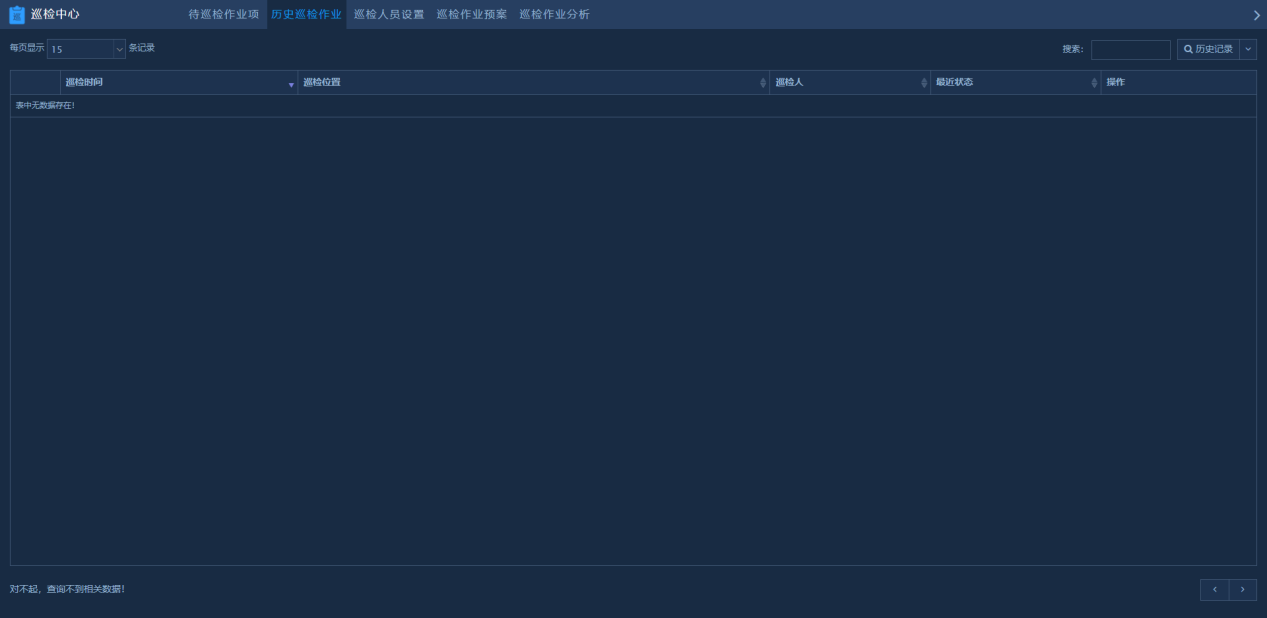 巡检中心 待巡检作业项 历史巡检作业 巡检人员设置 巡检作业预案 巡检作业分析
每页显示 15 条记录 搜索: 历史记录
巡检时间 巡检位置 巡检人 最近状态 操作
表中无数据存在!
对不起，查询不到相关数据!